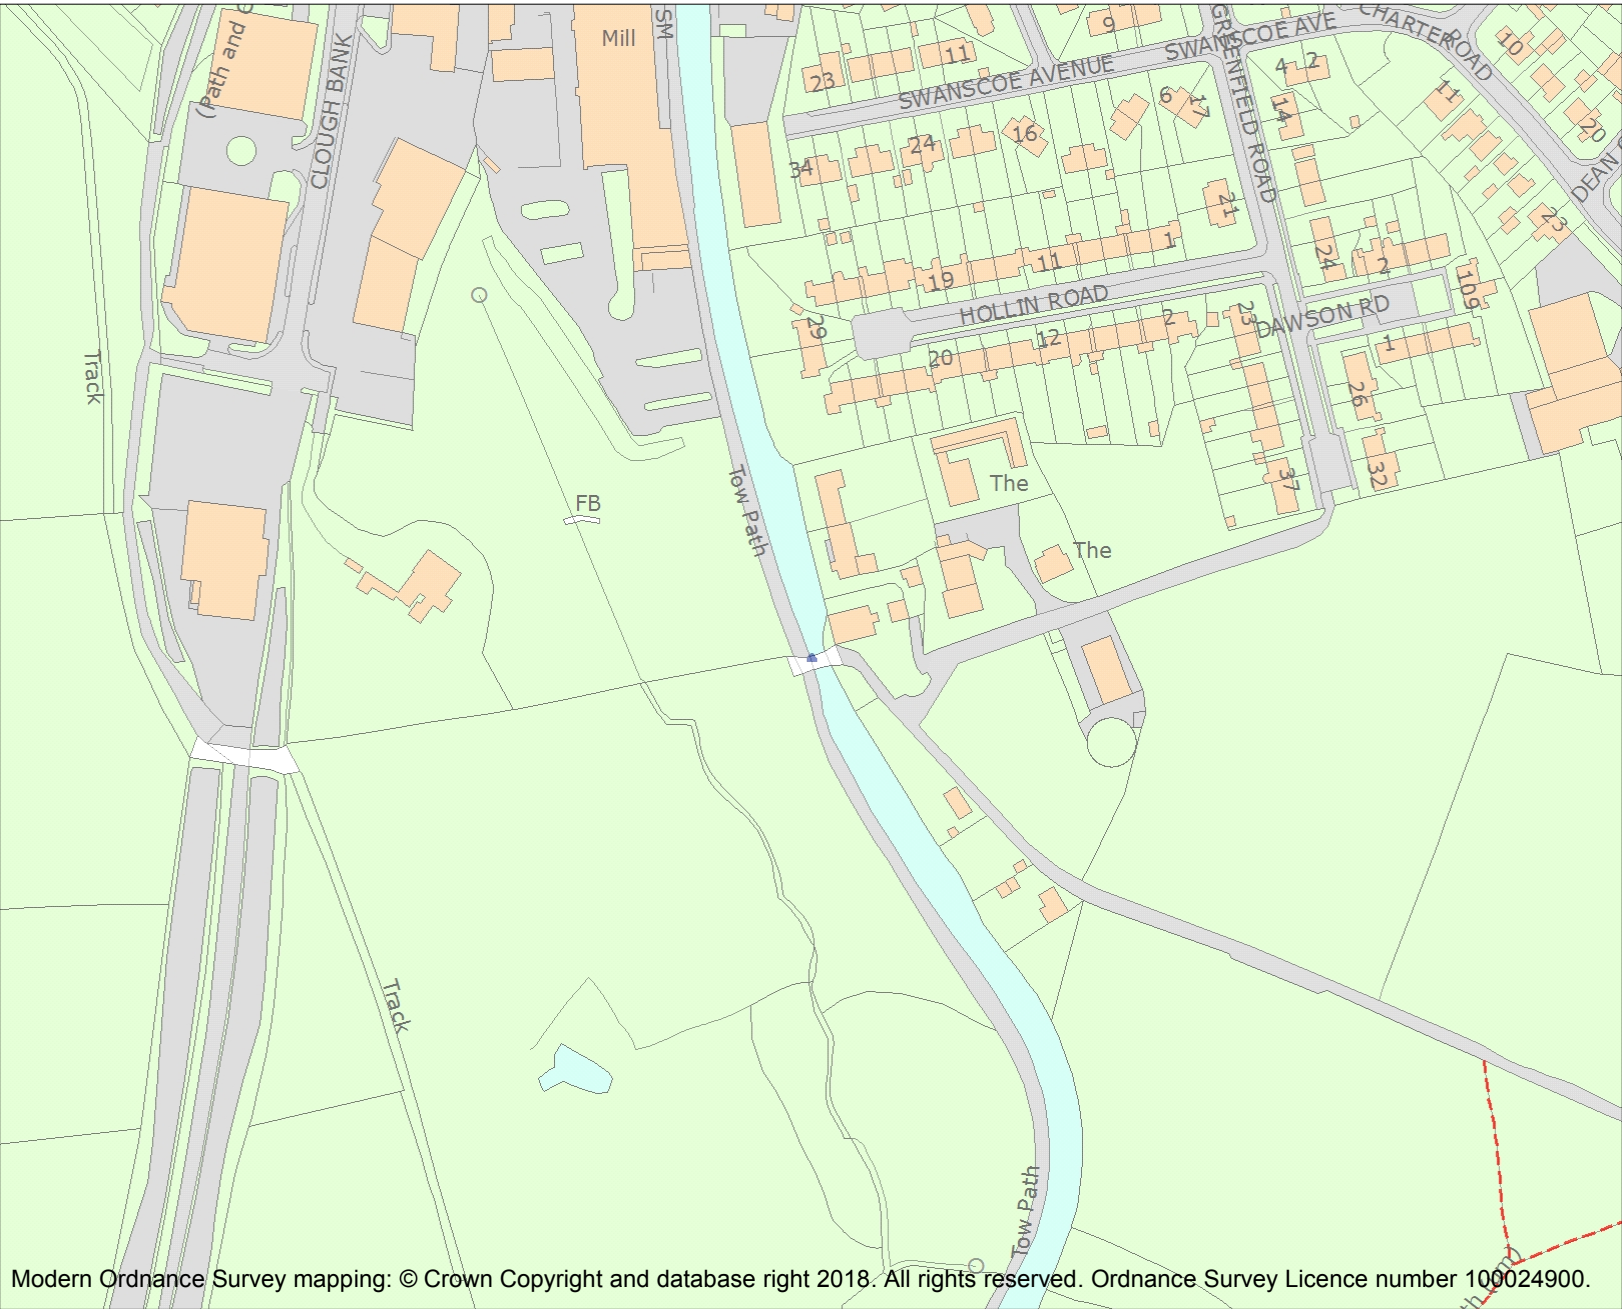 (Path and
CLOUGH BANK
Mill
SM
23
11
9
SWANSCOE AVENUE
SWANSCOE AVE
GREENFIELD ROAD
CHARTER ROAD
10
11
20
DEAN
4
2
14
6
17
16
24
34
21
23
24
2
109
1
11
19
HOLLIN ROAD
29
20
12
2
23
DAWSON RD
1
26
32
37
Track
FB
Tow Path
The
The
Track
Tow Path
Modern Ordnance Survey mapping: © Crown Copyright and database right 2018. All rights reserved. Ordnance Survey Licence number 100024900.